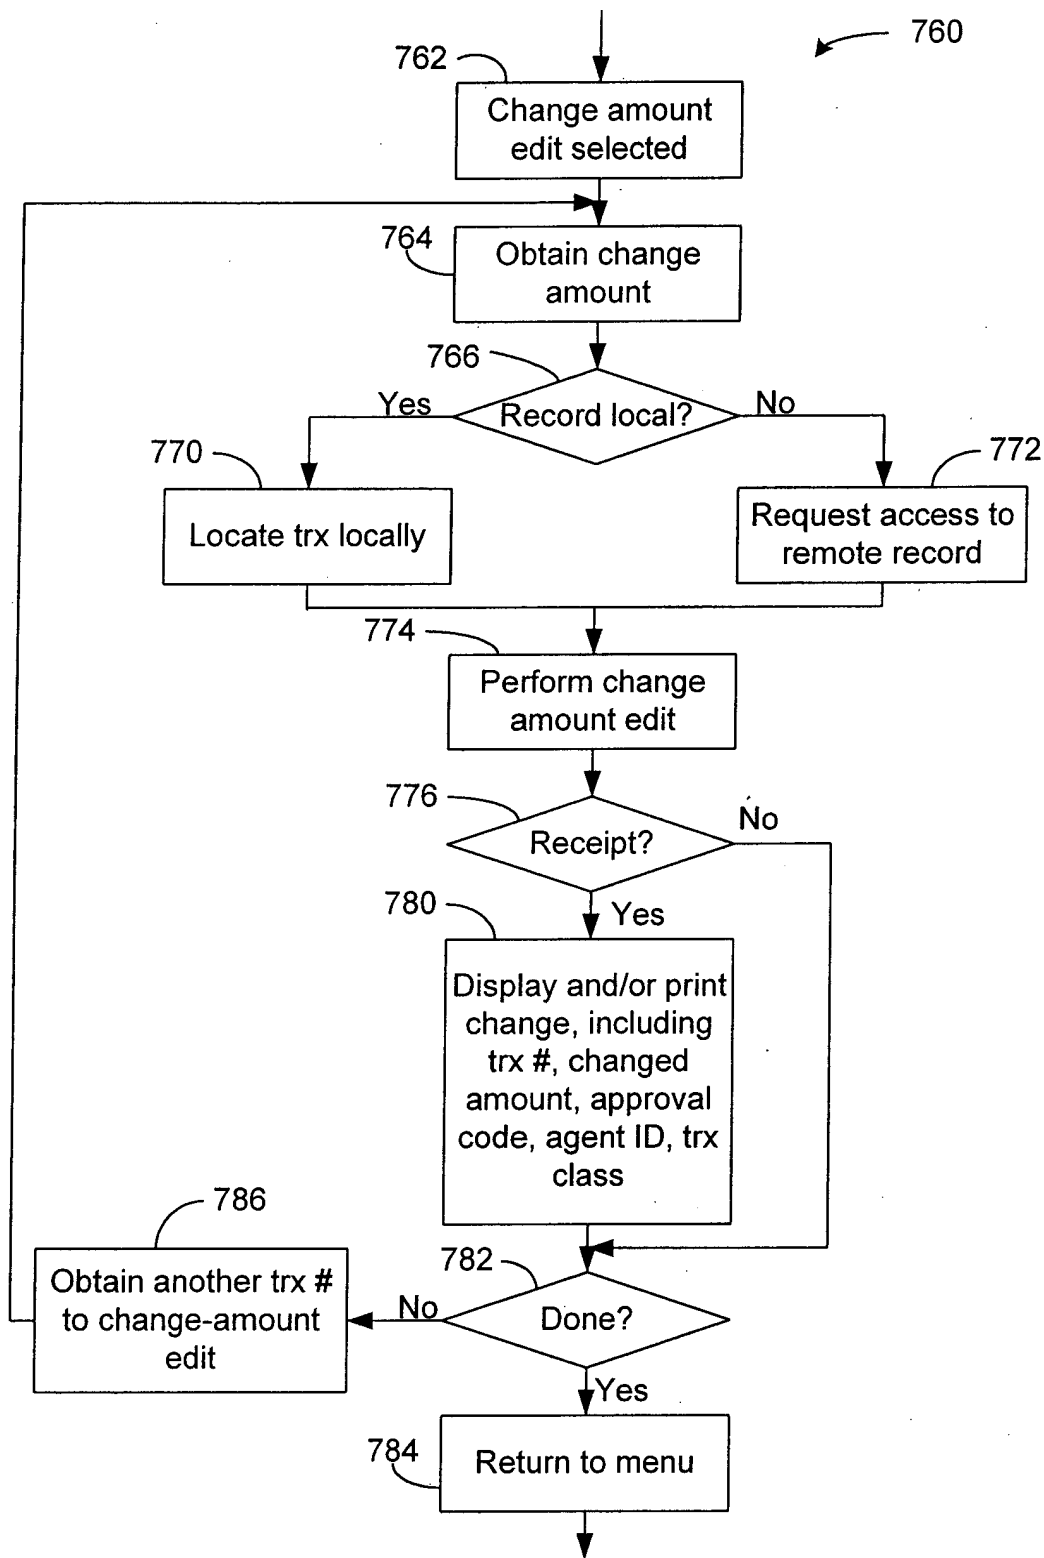 760
762
Change amount
edit selected
764
Obtain change
amount
766
Yes
Record local?
No
770
772
Locate trx locally
Request access to
remote record
774
Perform change
amount edit
776
Receipt?
No
780
Yes
Display and/or print
change, including
trx #, changed
amount, approval
code, agent ID, trx
class
786
782
Obtain another trx #
to change-amount
edit
No
Done?
Yes
784
Return to menu